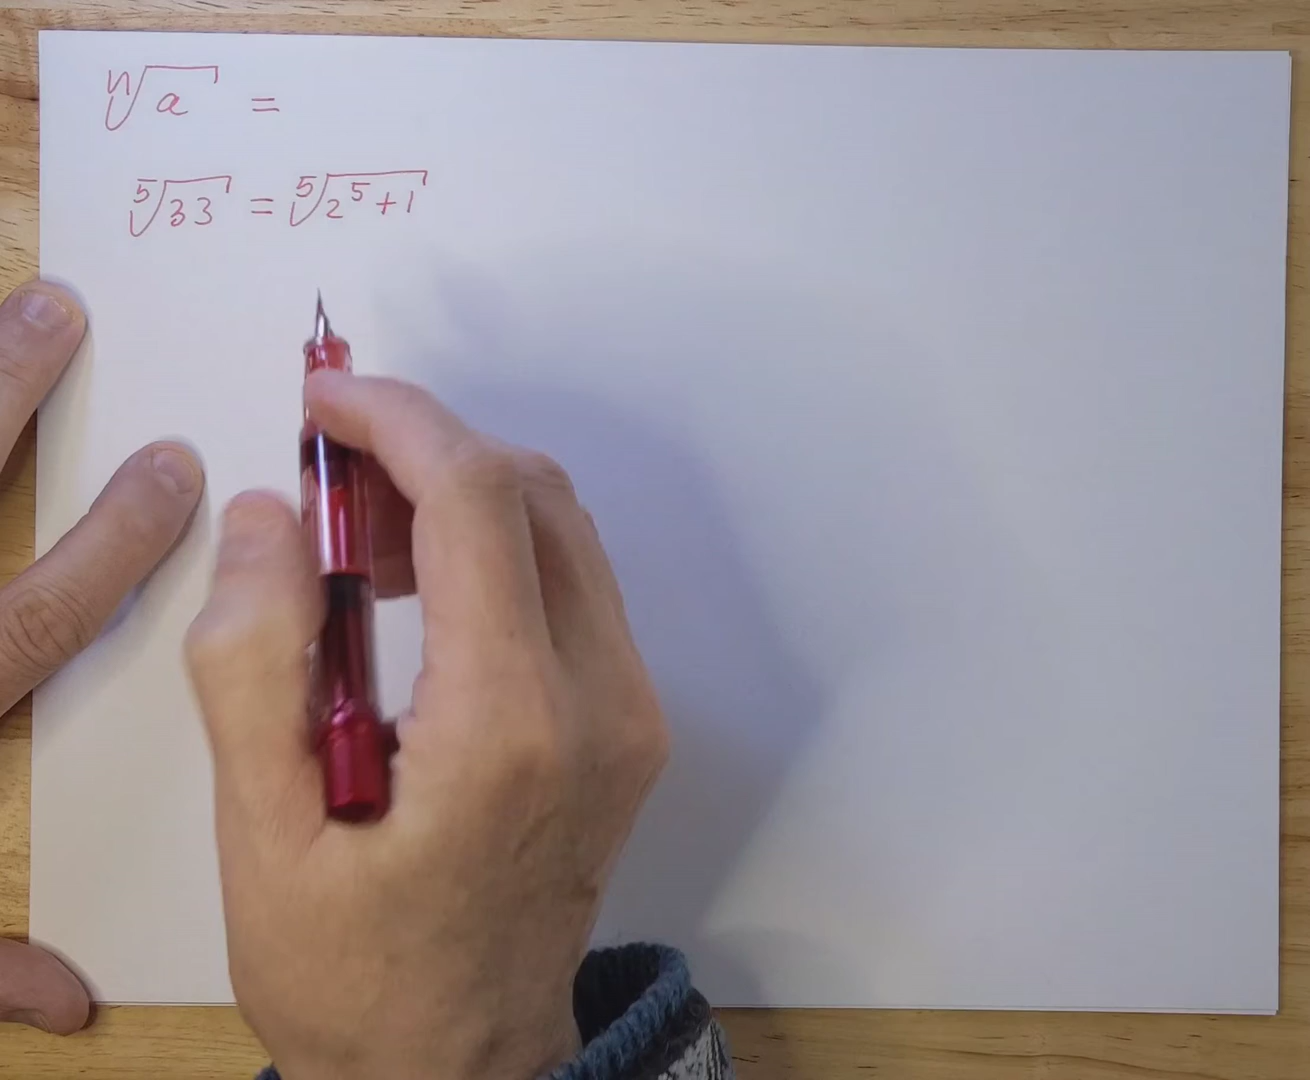 ⁿ√a =
⁵√33 = ⁵√2⁵+1